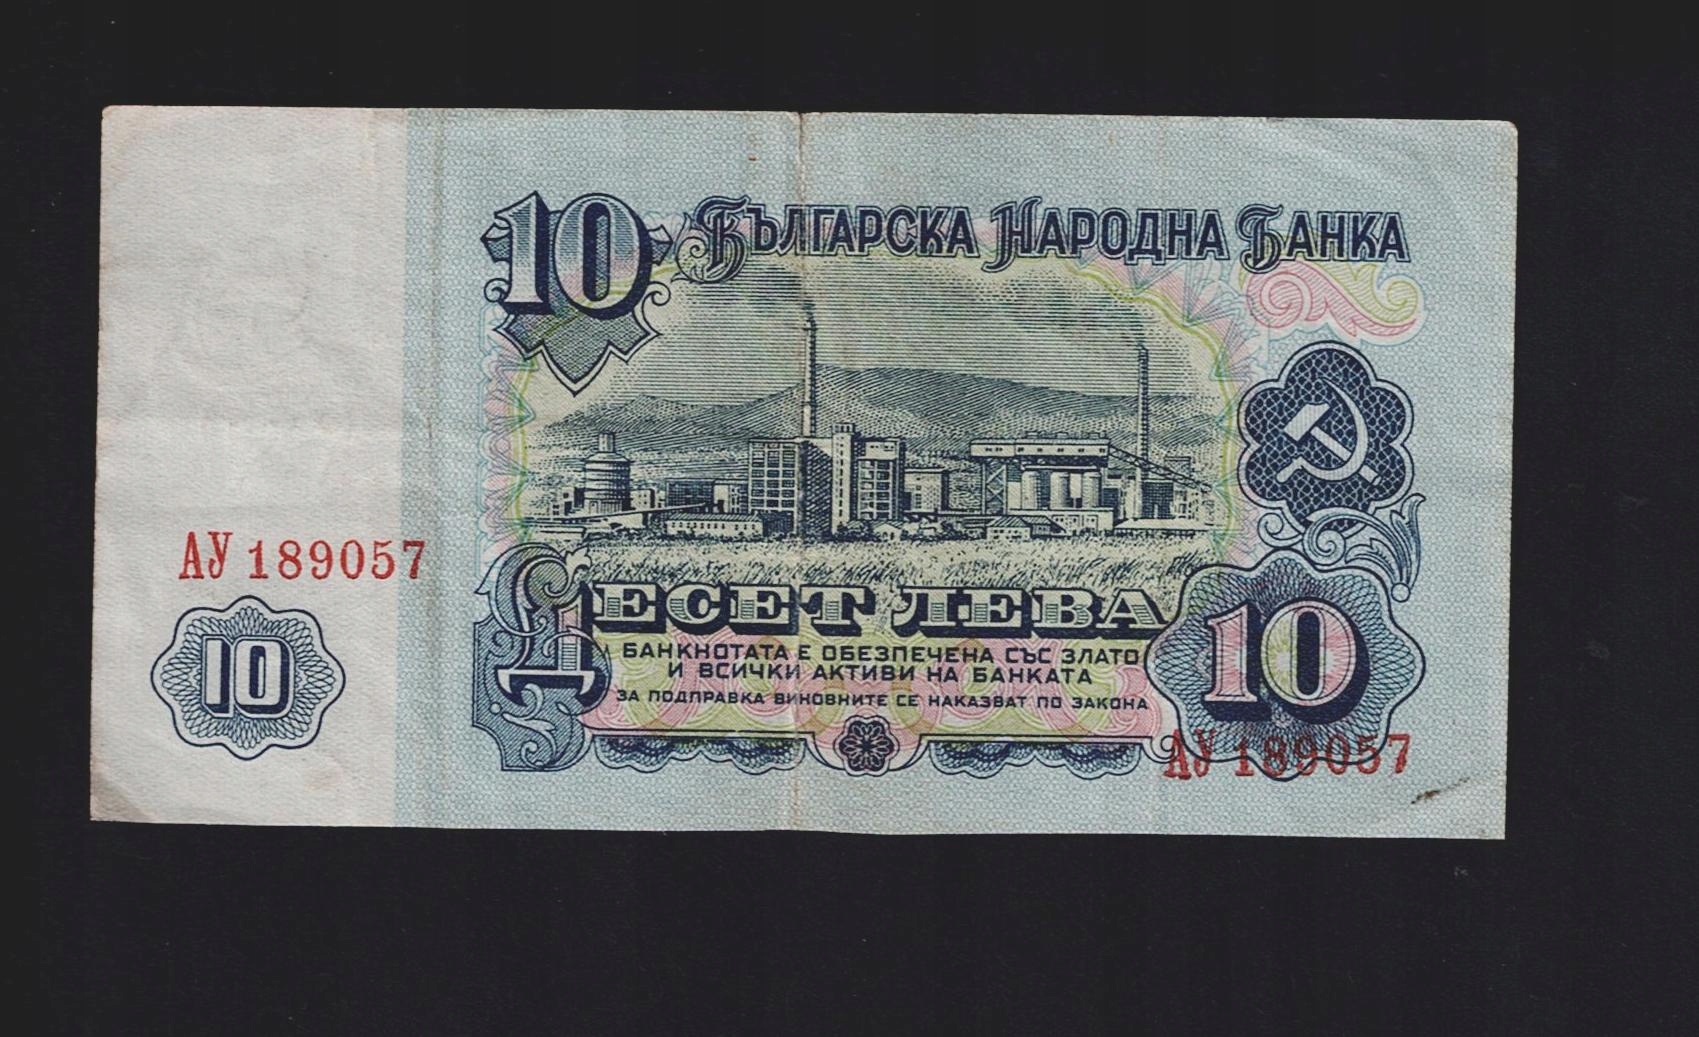 10 БЪЛГАРСКА НАРОДНА БАНКА
АУ 189057
10
ДЕСЕТ ЛЕВА
БАНКНОТАТА Е ОБЕЗПЕЧЕНА СЪС ЗЛАТО
И ВСИЧКИ АКТИВИ НА БАНКАТА
ЗА ПОДПРАВКА ВИНОВНИТЕ СЕ НАКАЗВАТ ПО ЗАКОНА
10
АУ 189057